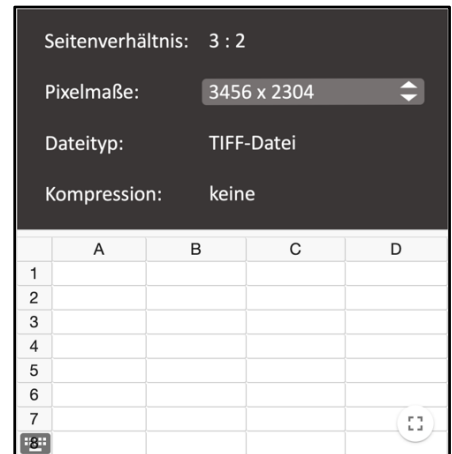 Seitenverhältnis: 3 : 2
Pixelmaße: 3456 x 2304
Dateityp: TIFF-Datei
Kompression: keine
A B C D
1
2
3
4
5
6
7
8